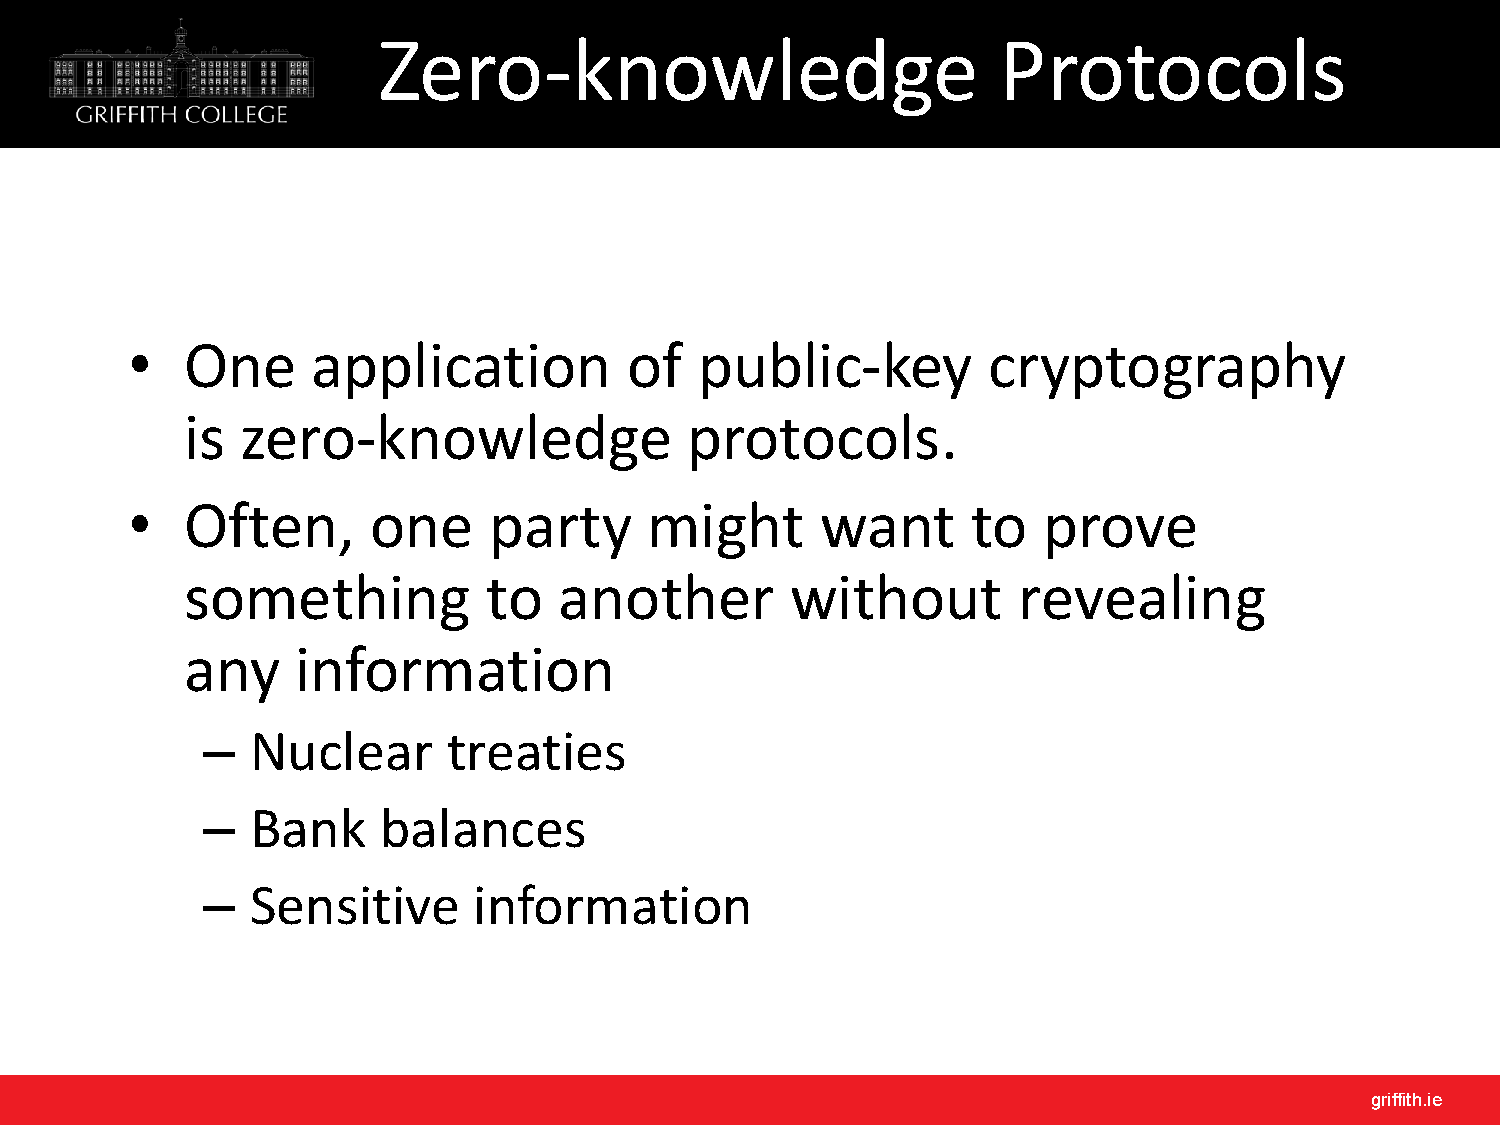 Zero-knowledge Protocols
GRIFFITH COLLEGE
• One application of public-key cryptography
is zero-knowledge protocols.
• Often, one party might want to prove
something to another without revealing
any information
– Nuclear treaties
– Bank balances
– Sensitive information
griffith.ie